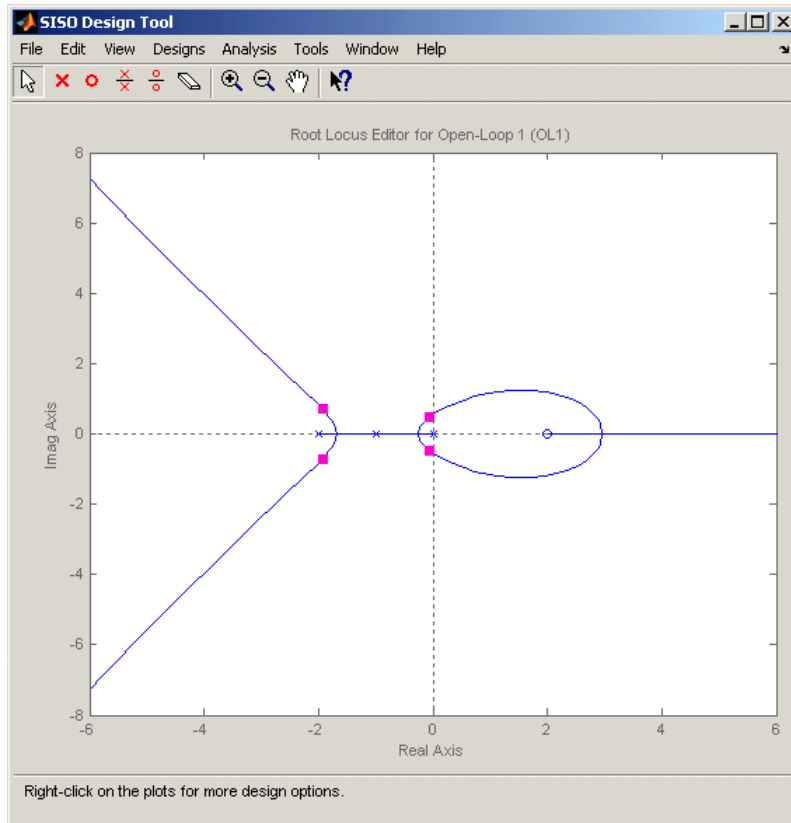 SISO Design Tool
File Edit View Designs Analysis Tools Window Help
Root Locus Editor for Open-Loop 1 (OL1)
8
6
4
2
0
-2
-4
-6
-8
Imag Axis
-6 -4 -2 0 2 4 6
Real Axis
Right-click on the plots for more design options.